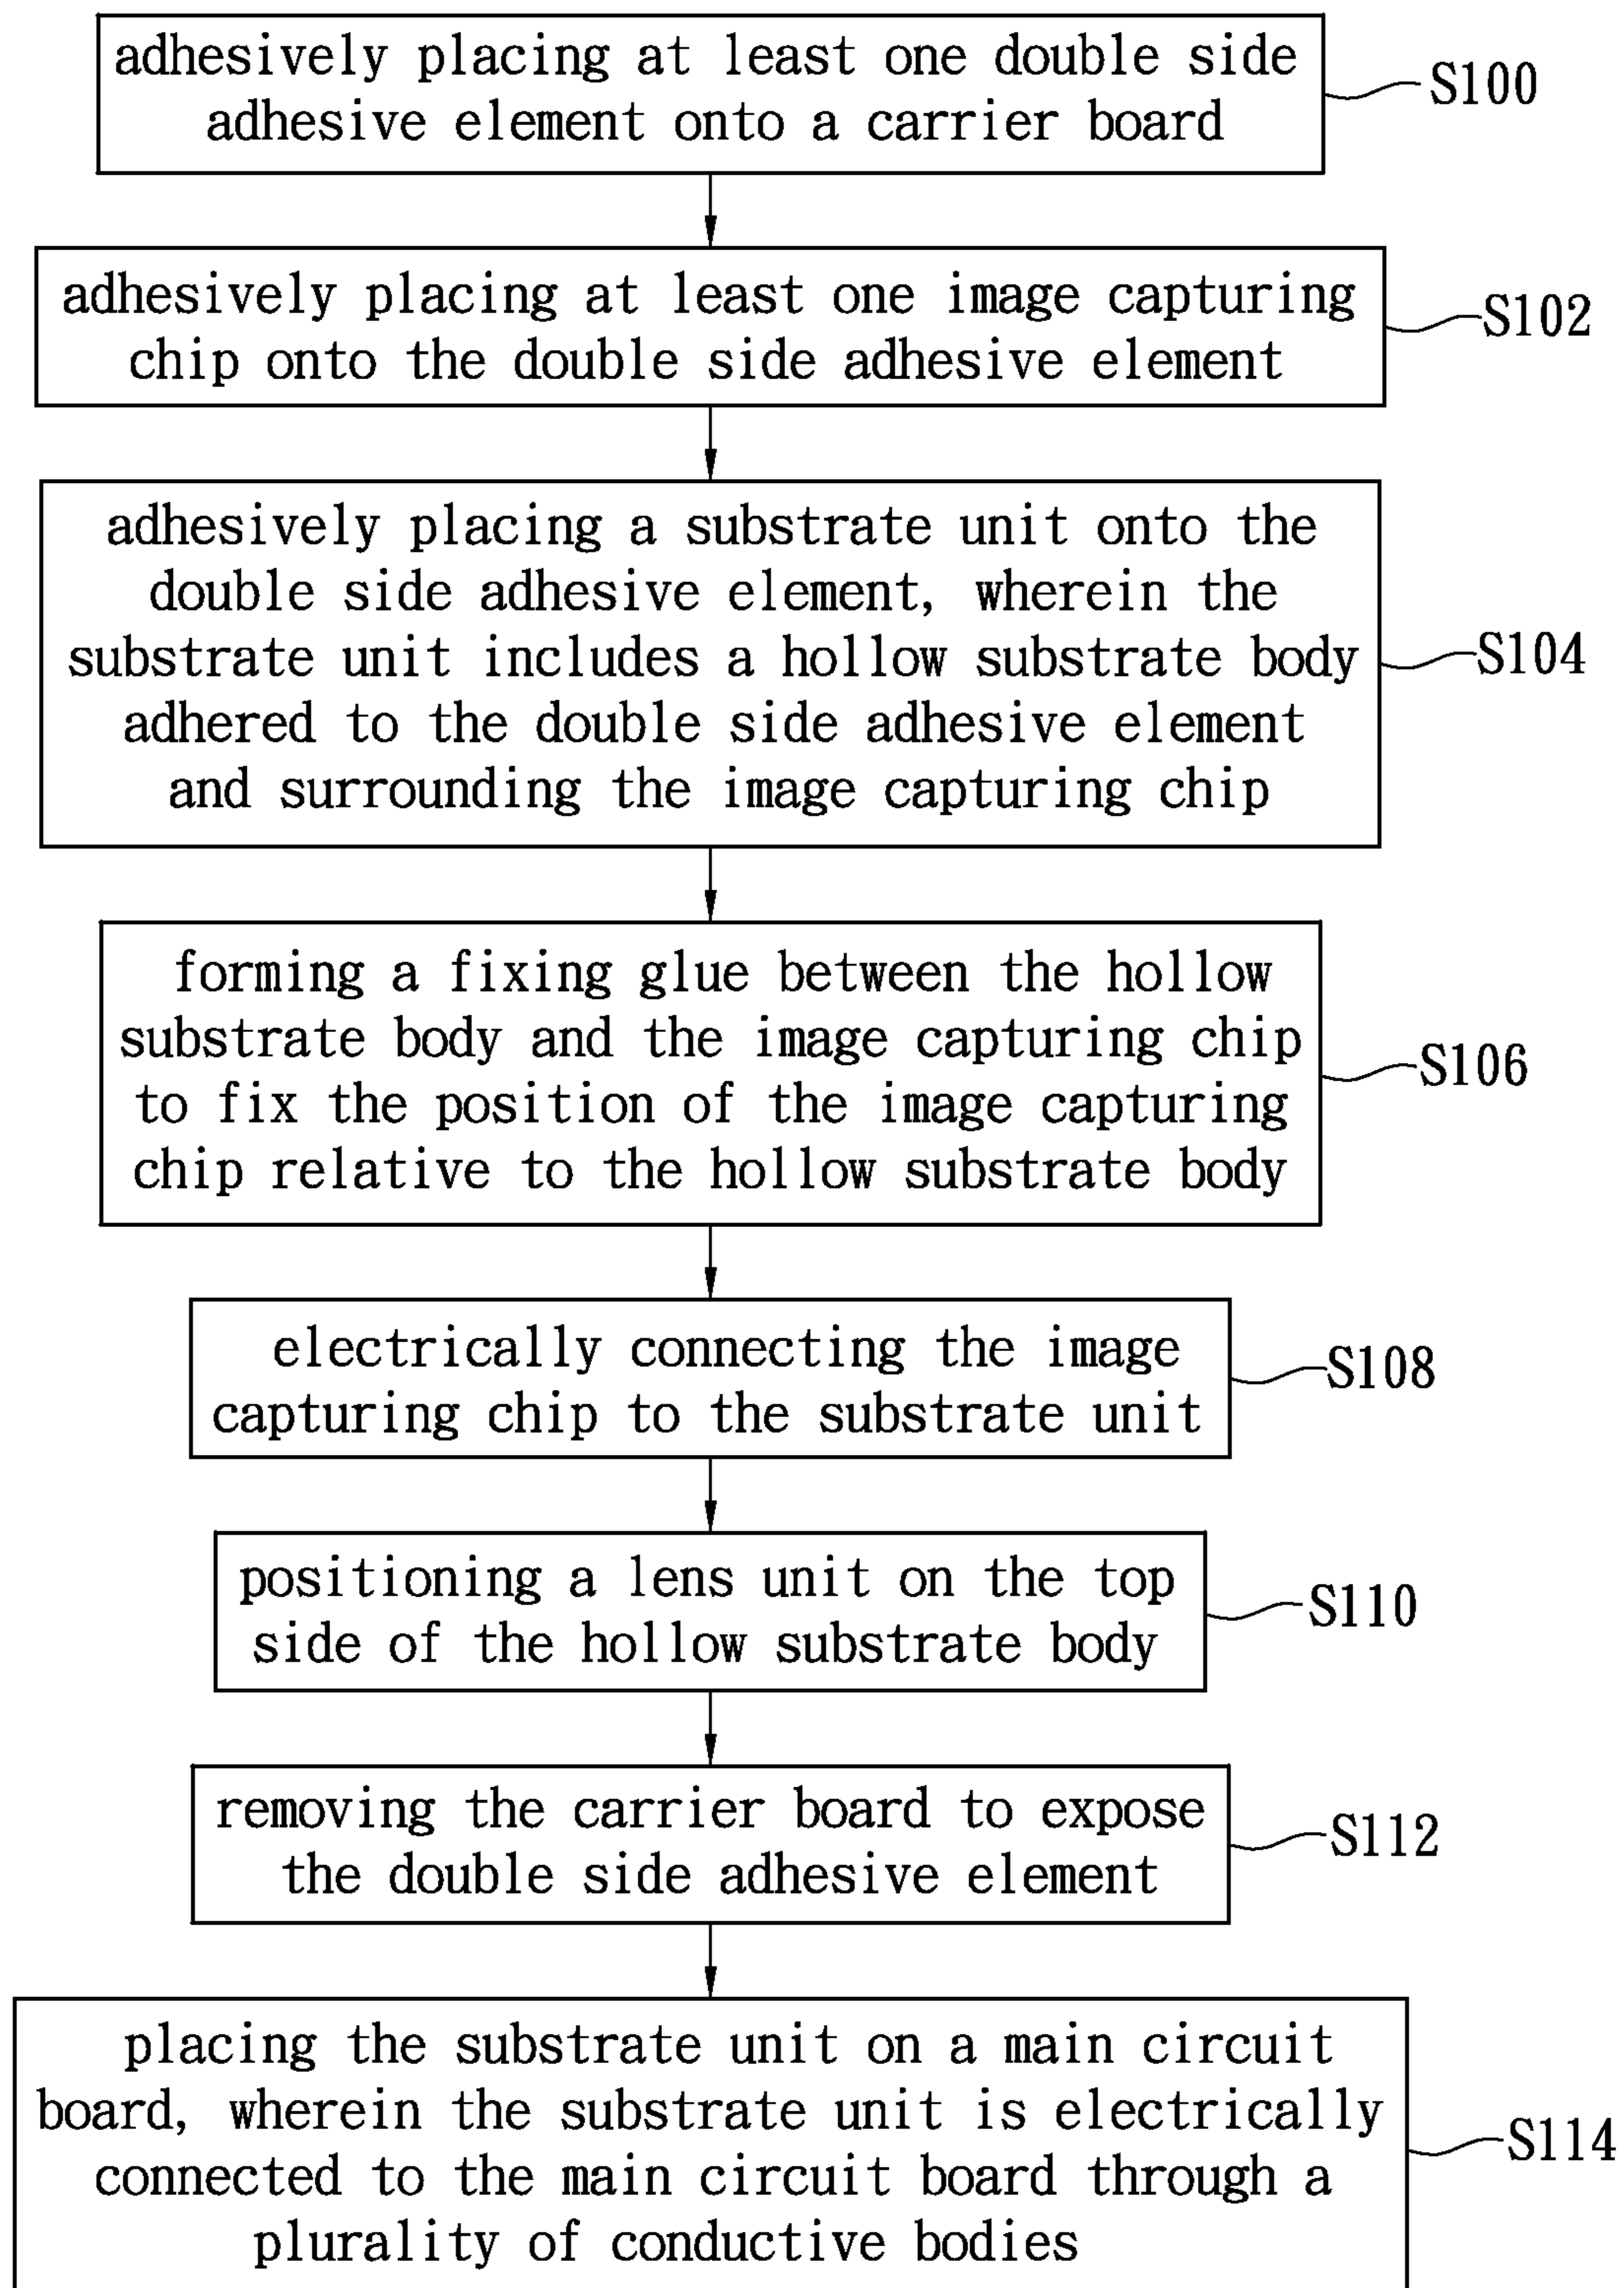 adhesively placing at least one double side
adhesive element onto a carrier board
S100
adhesively placing at least one image capturing
chip onto the double side adhesive element
S102
adhesively placing a substrate unit onto the
double side adhesive element, wherein the
substrate unit includes a hollow substrate body
adhered to the double side adhesive element
and surrounding the image capturing chip
S104
forming a fixing glue between the hollow
substrate body and the image capturing chip
to fix the position of the image capturing
chip relative to the hollow substrate body
S106
electrically connecting the image
capturing chip to the substrate unit
S108
positioning a lens unit on the top
side of the hollow substrate body
S110
removing the carrier board to expose
the double side adhesive element
S112
placing the substrate unit on a main circuit
board, wherein the substrate unit is electrically
connected to the main circuit board through a
plurality of conductive bodies
S114